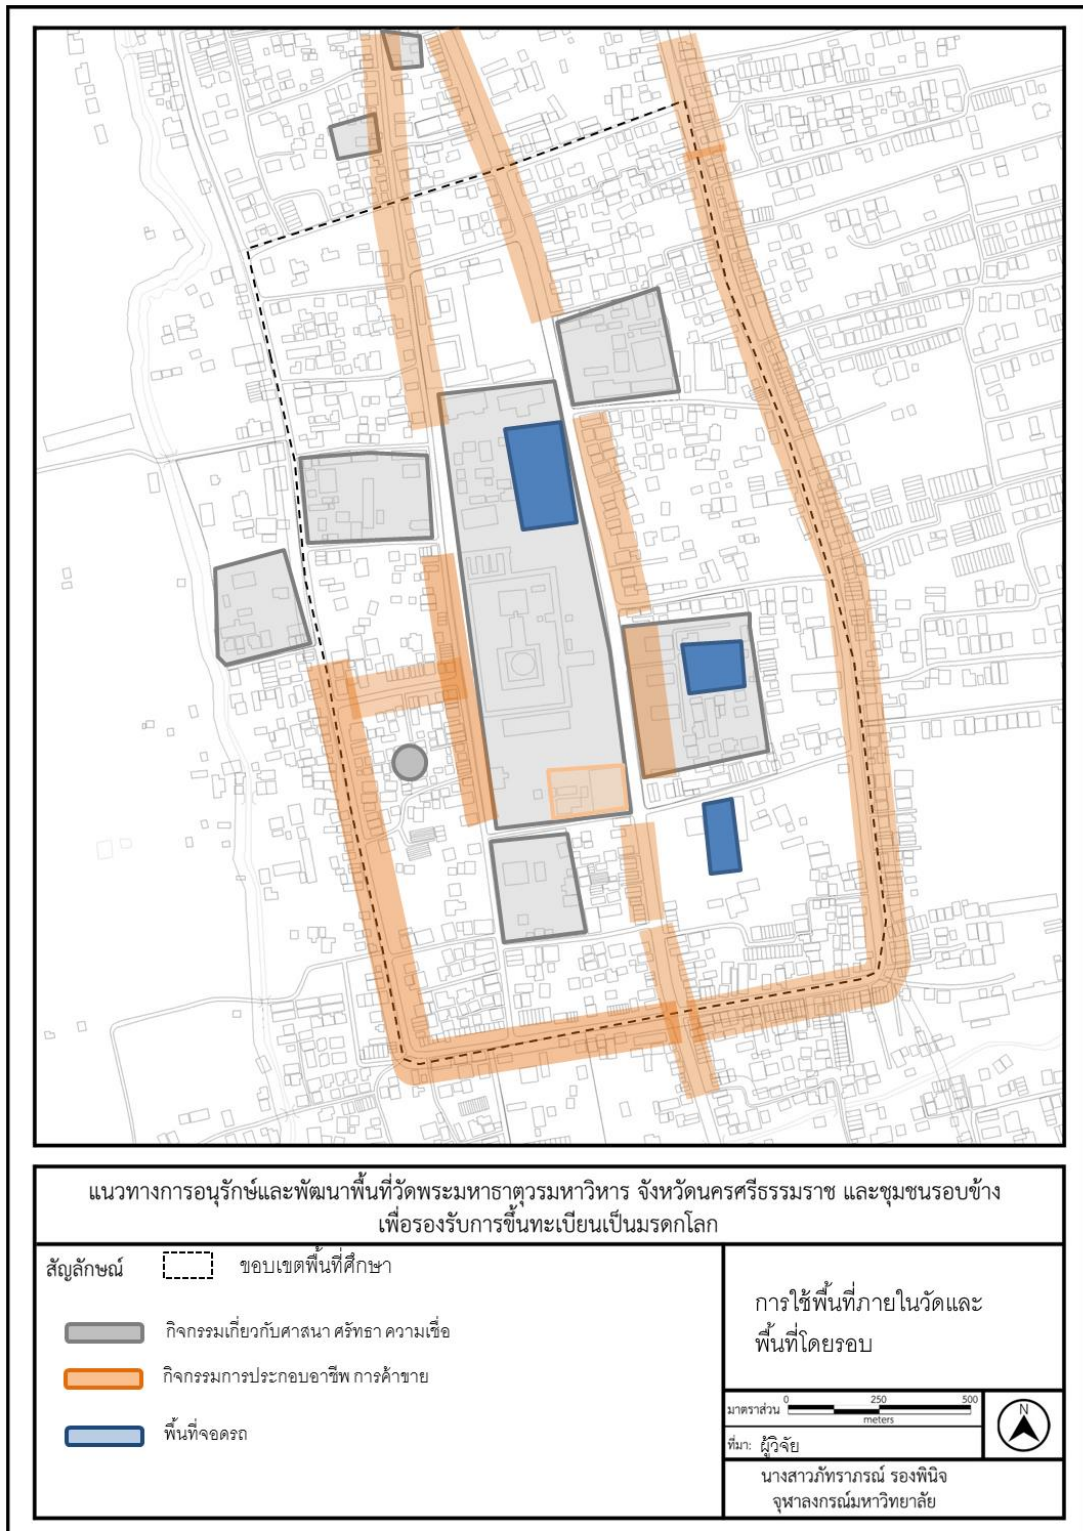 แนวทางการอนุรักษ์และพัฒนาพื้นที่วัดพระมหาธาตุวรมหาวิหาร จังหวัดนครศรีธรรมราช และชุมชนรอบข้าง
เพื่อรองรับการขึ้นทะเบียนเป็นมรดกโลก
สัญลักษณ์
ขอบเขตพื้นที่ศึกษา
กิจกรรมเกี่ยวกับศาสนา ศรัทธา ความเชื่อ
กิจกรรมการประกอบอาชีพ การค้าขาย
พื้นที่จอดรถ
การใช้พื้นที่ภายในวัดและ
พื้นที่โดยรอบ
มาตราส่วน 0 250 500
meters
N
ที่มา: ผู้วิจัย
นางสาวภัทราภรณ์ รองพินิจ
จุฬาลงกรณ์มหาวิทยาลัย